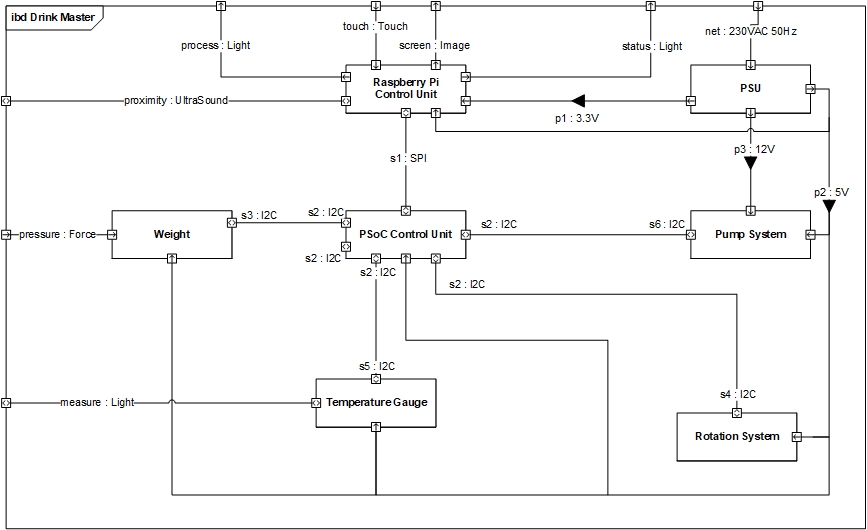 ibd Drink Master
touch : Touch
process : Light
screen : Image
status : Light
net : 230VAC 50Hz
Raspberry Pi
Control Unit
PSU
proximity : UltraSound
p1 : 3.3V
p3 : 12V
s1 : SPI
p2 : 5V
s3 : I2C
s2 : I2C
s2 : I2C
s6 : I2C
pressure : Force
Weight
PSoC Control Unit
Pump System
s2 : I2C
s2 : I2C
s2 : I2C
s5 : I2C
s4 : I2C
measure : Light
Temperature Gauge
Rotation System